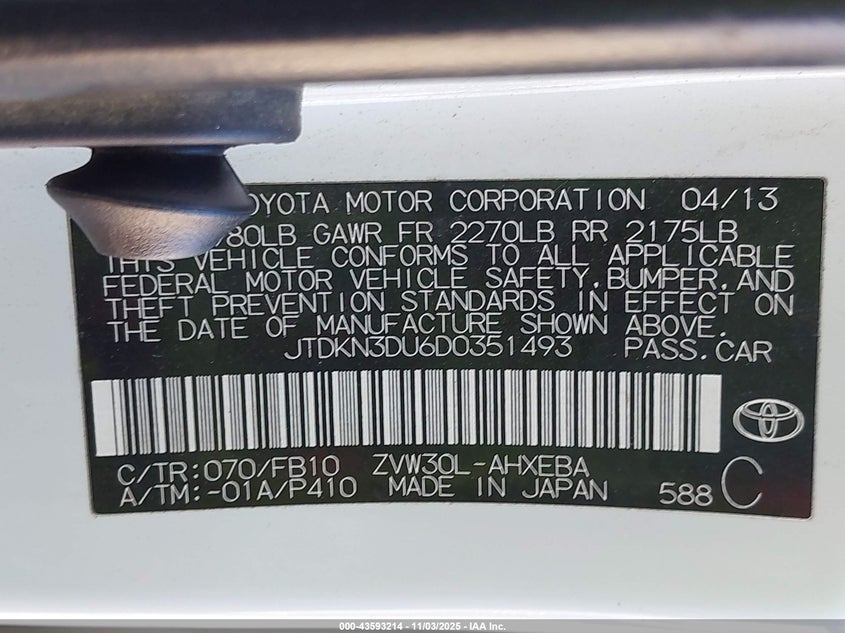 TOYOTA MOTOR CORPORATION 04/13
780LB GAWR FR 2270LB RR 2175LB
THIS VEHICLE CONFORMS TO ALL APPLICABLE
FEDERAL MOTOR VEHICLE SAFETY, BUMPER, AND
THEFT PREVENTION STANDARDS IN EFFECT ON
THE DATE OF MANUFACTURE SHOWN ABOVE.
JTDKN3DU6D0351493 PASS.CAR
C/TR:070/FB10 ZVW30L-AHXEBA
A/TM:-01A/P410 MADE IN JAPAN 588 C
000-43593214 - 11/03/2025 - IAA Inc.